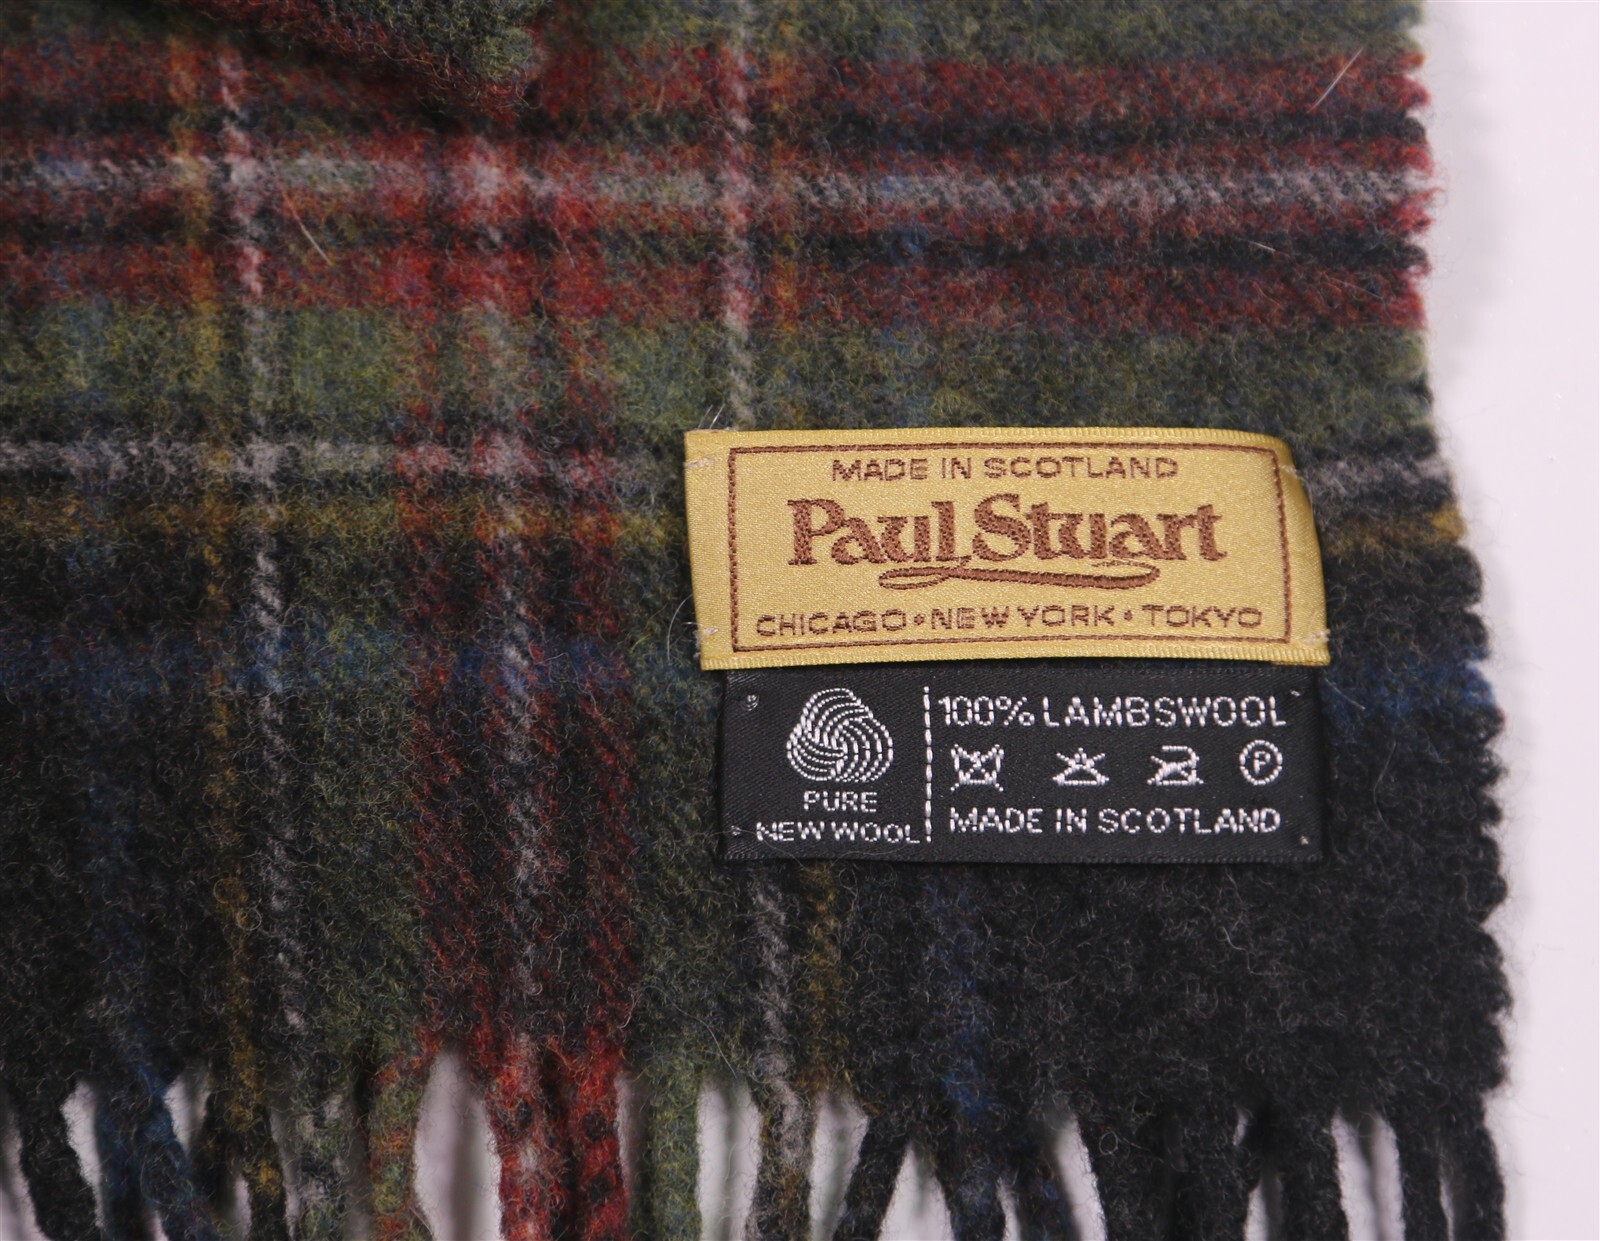 MADE IN SCOTLAND
Paul Stuart
CHICAGO • NEW YORK • TOKYO
PURE
NEW WOOL
100% LAMBSWOOL
P
MADE IN SCOTLAND